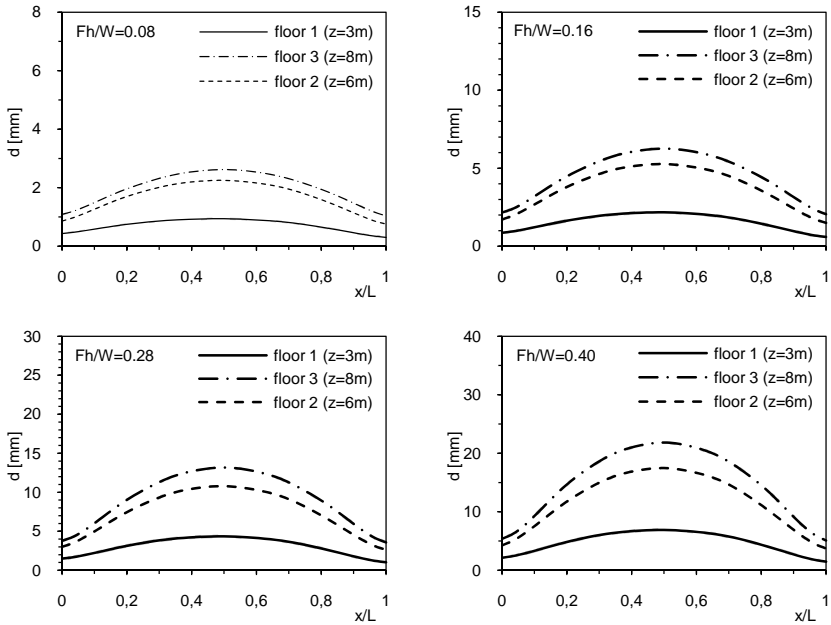 Fh/W=0.08
floor 1 (z=3m)
floor 3 (z=8m)
floor 2 (z=6m)
d [mm]
8
6
4
2
0
0 0,2 0,4 0,6 0,8 1
x/L
Fh/W=0.16
floor 1 (z=3m)
floor 3 (z=8m)
floor 2 (z=6m)
d [mm]
15
10
5
0
0 0,2 0,4 0,6 0,8 1
x/L
Fh/W=0.28
floor 1 (z=3m)
floor 3 (z=8m)
floor 2 (z=6m)
d [mm]
30
25
20
15
10
5
0
0 0,2 0,4 0,6 0,8 1
x/L
Fh/W=0.40
floor 1 (z=3m)
floor 3 (z=8m)
floor 2 (z=6m)
d [mm]
40
30
20
10
0
0 0,2 0,4 0,6 0,8 1
x/L